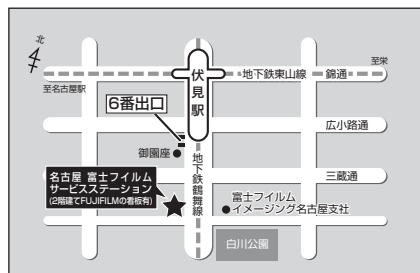 北
至栄
伏見駅
地下鉄東山線
錦通
至名古屋駅
6番出口
広小路通
御園座
地下鉄鶴舞線
三蔵通
名古屋 富士フイルム
サービスステーション
(2階建てFUJIFILMの看板有)
富士フイルム
イメージング名古屋支社
白川公園